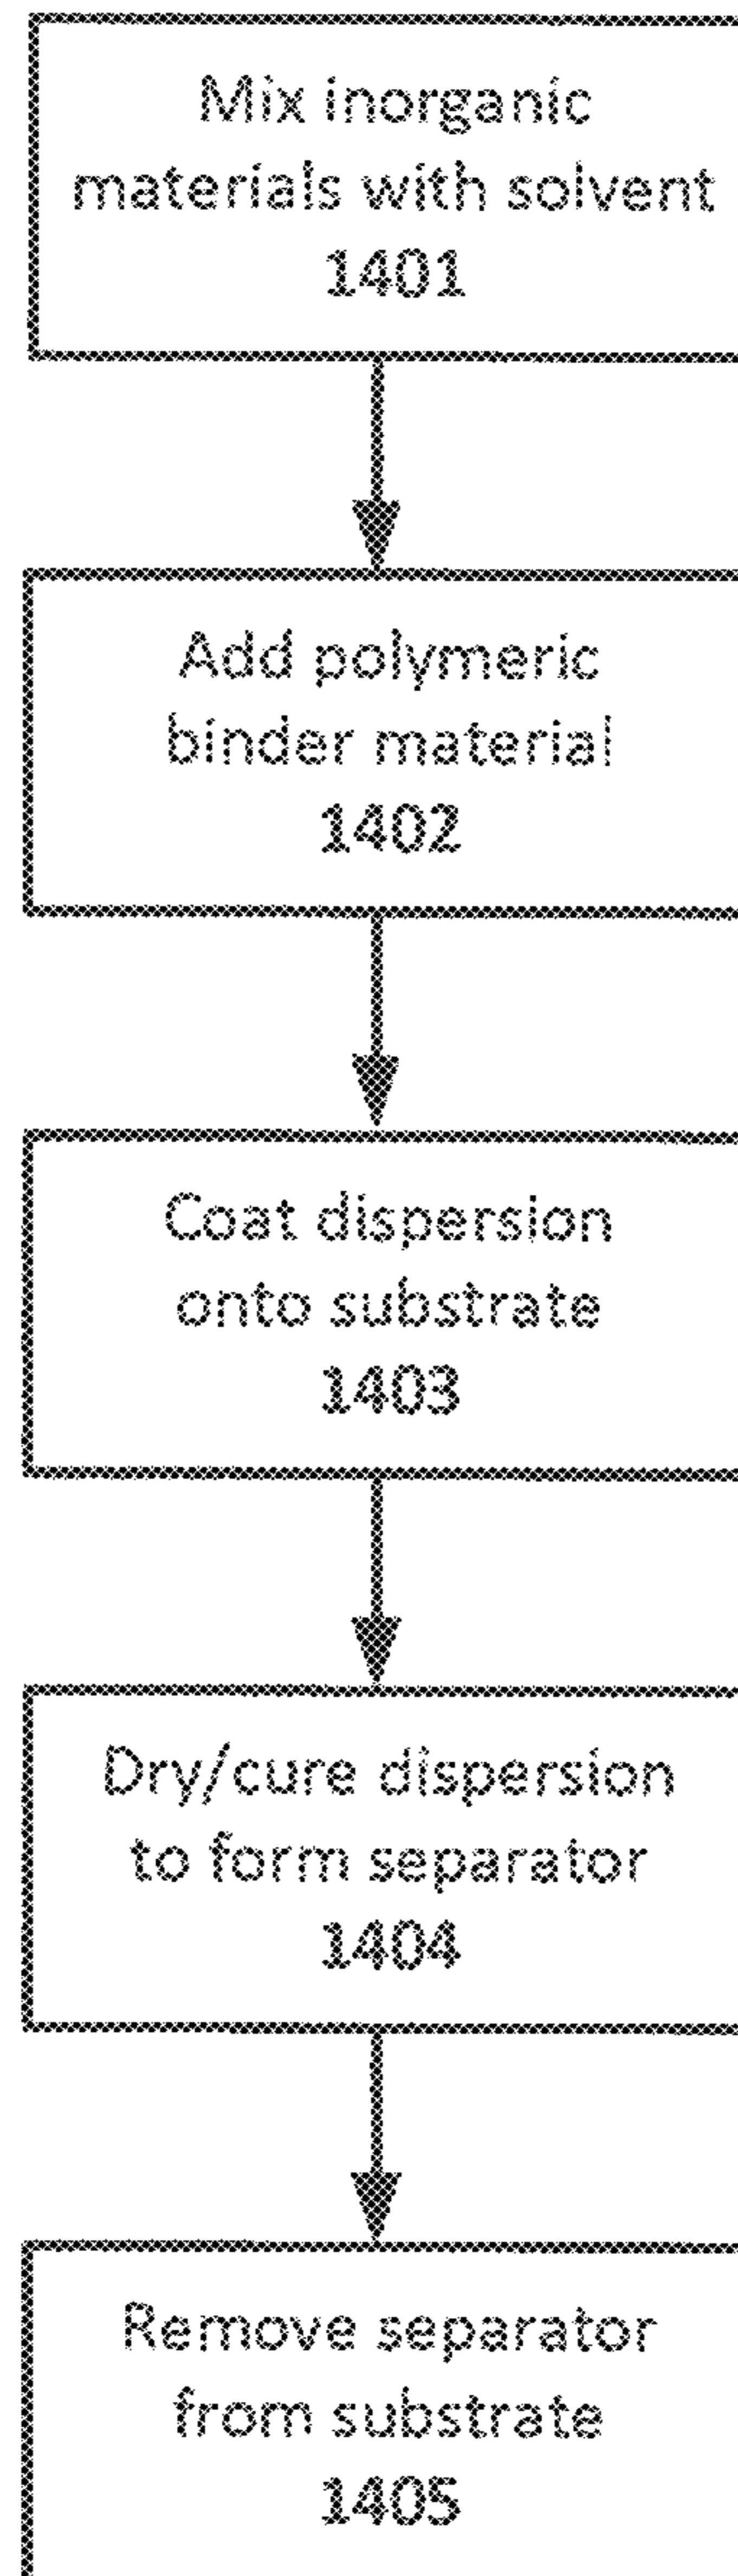 Mix inorganic
materials with solvent
1401
Add polymeric
binder material
1402
Coat dispersion
onto substrate
1403
Dry/cure dispersion
to form separator
1404
Remove separator
from substrate
1405